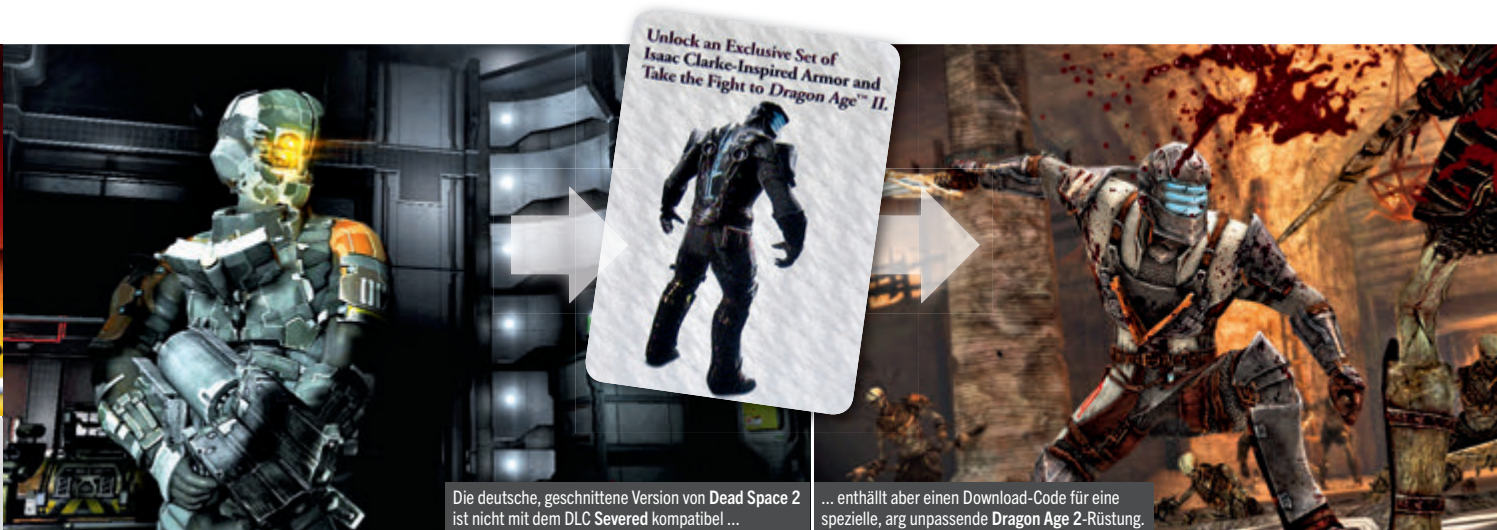 Unlock an Exclusive Set of
Isaac Clarke-Inspired Armor and
Take the Fight to Dragon Age™ II.
Die deutsche, geschnittene Version von Dead Space 2
ist nicht mit dem DLC Severed kompatibel ...
... enthällt aber einen Download-Code für eine
spezielle, arg unpassende Dragon Age 2-Rüstung.